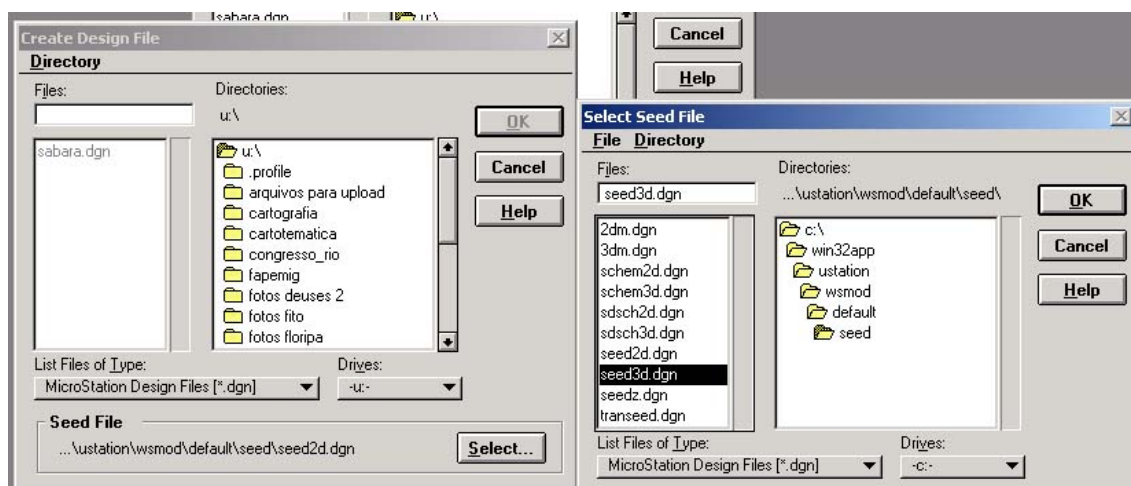 sabara.dgn
u:\
Cancel
Help
Create Design File
Directory
Files:
Directories:
u:\
OK
sabara.dgn
u:\
.profile
Cancel
arquivos para upload
cartografia
Help
cartotematica
congresso_rio
fapemig
fotos deuses 2
fotos fito
fotos floripa
List Files of Type:
Drives:
MicroStation Design Files [*.dgn]
-u:-
Seed File
...\ustation\wsmod\default\seed\seed2d.dgn
Select...
Select Seed File
File Directory
Files:
Directories:
seed3d.dgn
...\ustation\wsmod\default\seed\
OK
2dm.dgn
c:\
3dm.dgn
win32app
Cancel
schem2d.dgn
ustation
schem3d.dgn
wsmod
Help
sdsch2d.dgn
default
sdsch3d.dgn
seed
seed2d.dgn
seed3d.dgn
seedz.dgn
transeed.dgn
List Files of Type:
Drives:
MicroStation Design Files [*.dgn]
-c:-